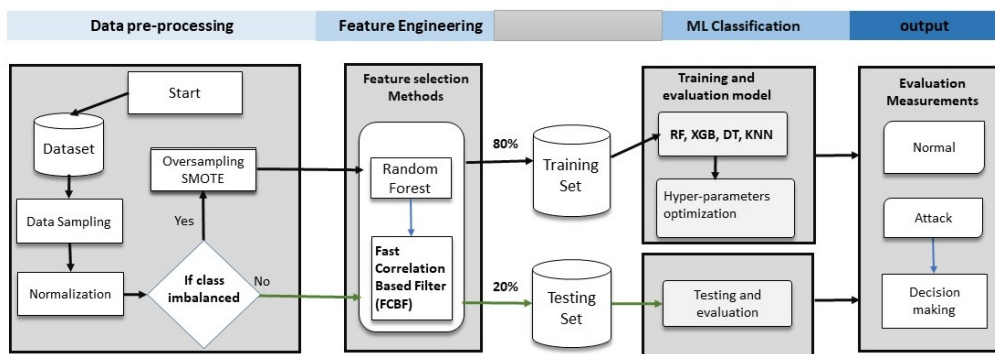 Data pre-processing
Feature Engineering
ML Classification
output
Start
Dataset
Data Sampling
Normalization
Oversampling
SMOTE
Yes
If class
imbalanced
No
Feature selection
Methods
Random
Forest
Fast
Correlation
Based Filter
(FCBF)
80%
Training
Set
20%
Testing
Set
Training and
evaluation model
RF, XGB, DT, KNN
Hyper-parameters
optimization
Testing and
evaluation
Evaluation
Measurements
Normal
Attack
Decision
making